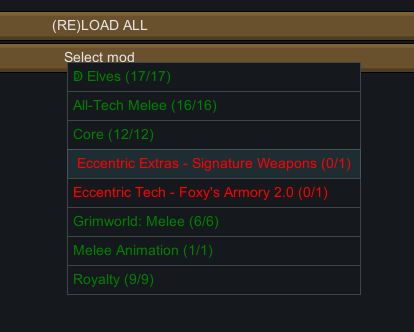 (RE)LOAD ALL
Select mod
𝔻 Elves (17/17)
All-Tech Melee (16/16)
Core (12/12)
Eccentric Extras - Signature Weapons (0/1)
Eccentric Tech - Foxy's Armory 2.0 (0/1)
Grimworld: Melee (6/6)
Melee Animation (1/1)
Royalty (9/9)